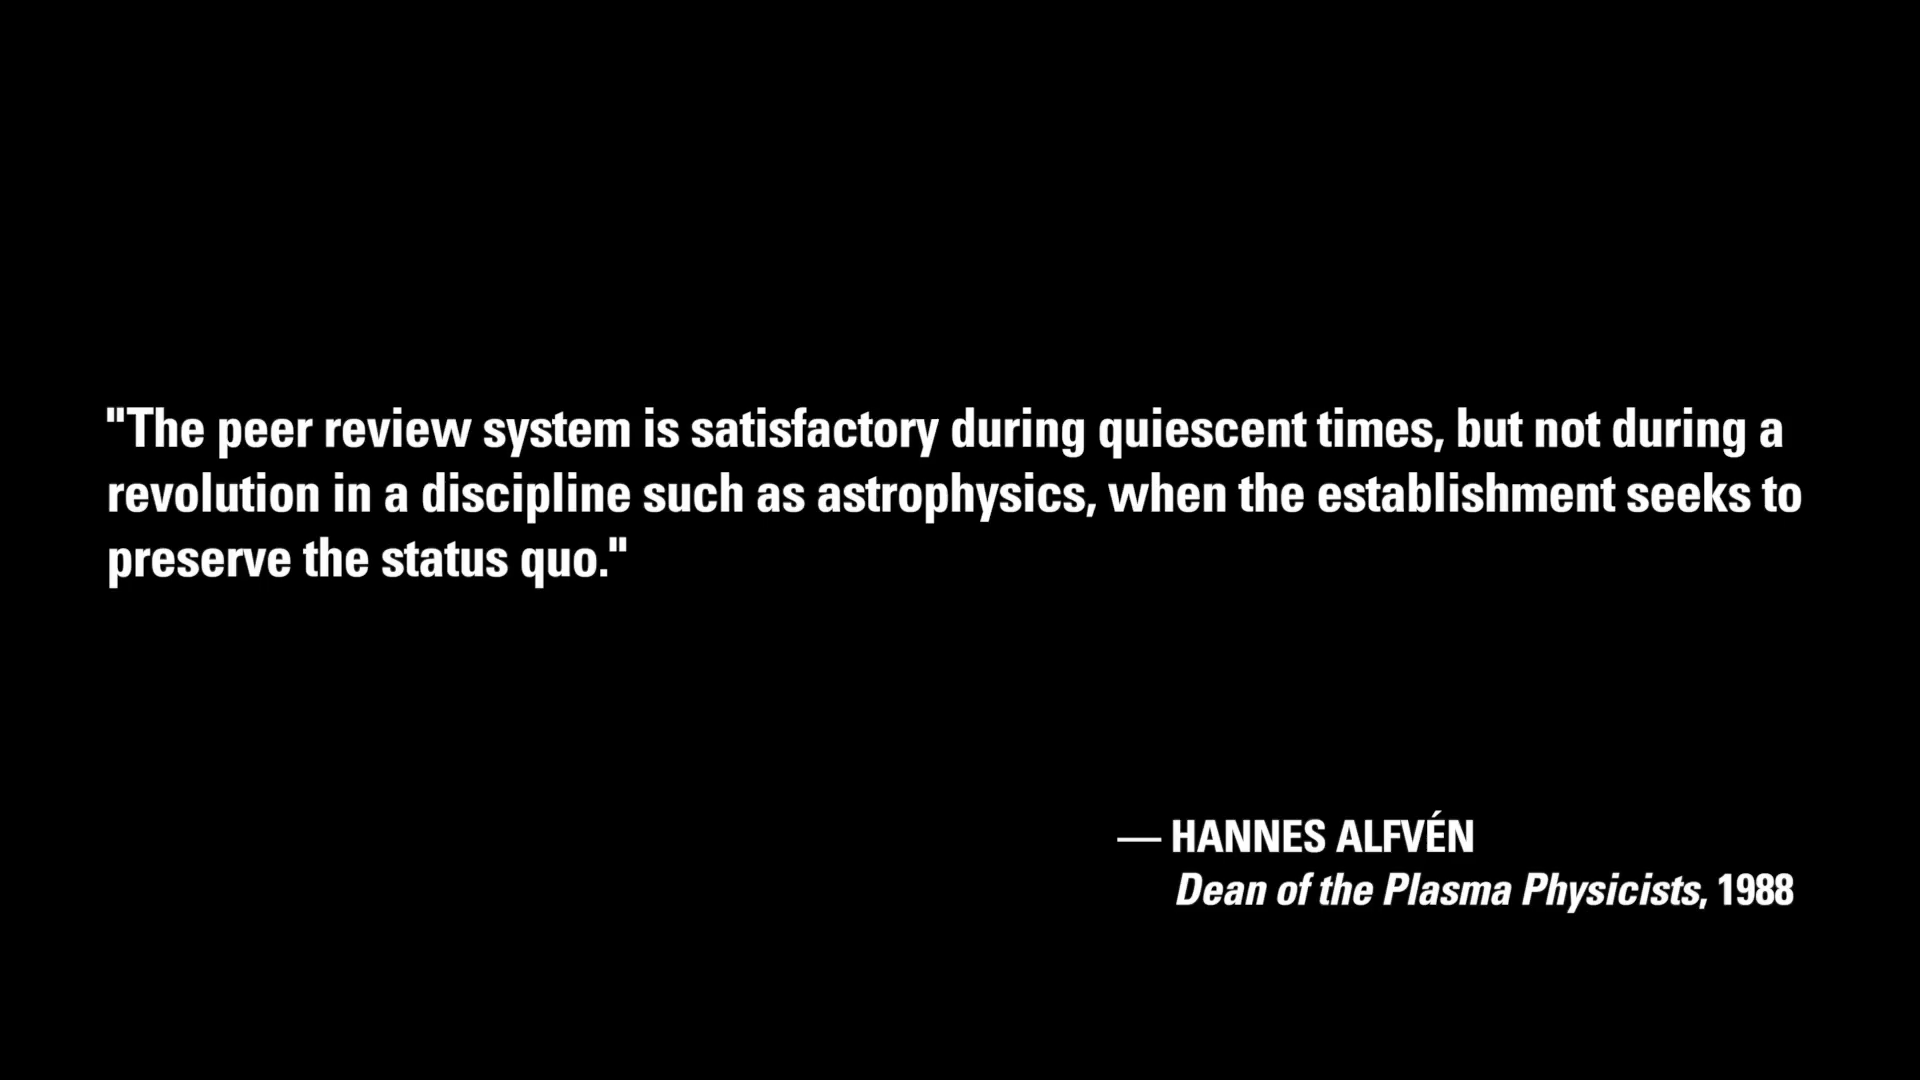 "The peer review system is satisfactory during quiescent times, but not during a
revolution in a discipline such as astrophysics, when the establishment seeks to
preserve the status quo."
— HANNES ALFVÉN
Dean of the Plasma Physicists, 1988